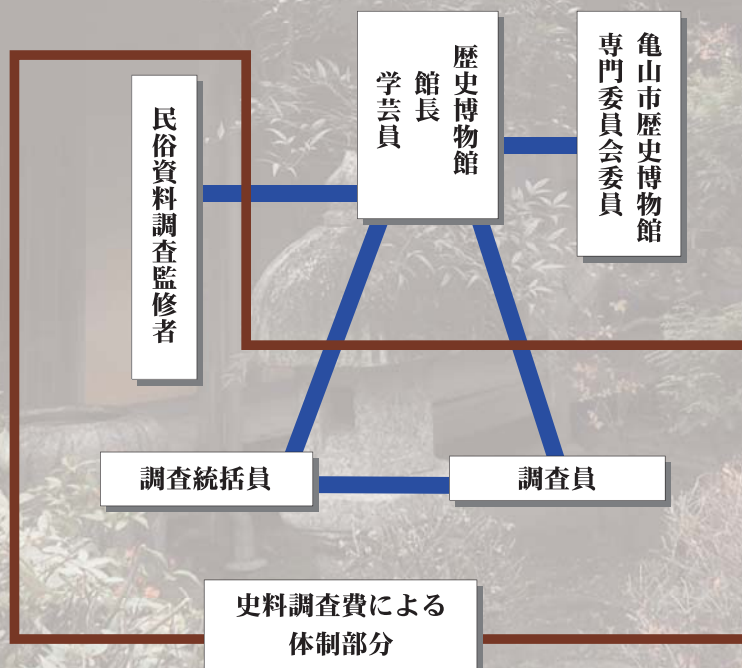 亀山市歴史博物館
専門委員会委員
歴史博物館
館長
学芸員
民俗資料調査監修者
調査統括員
調査員
史料調査費による
体制部分